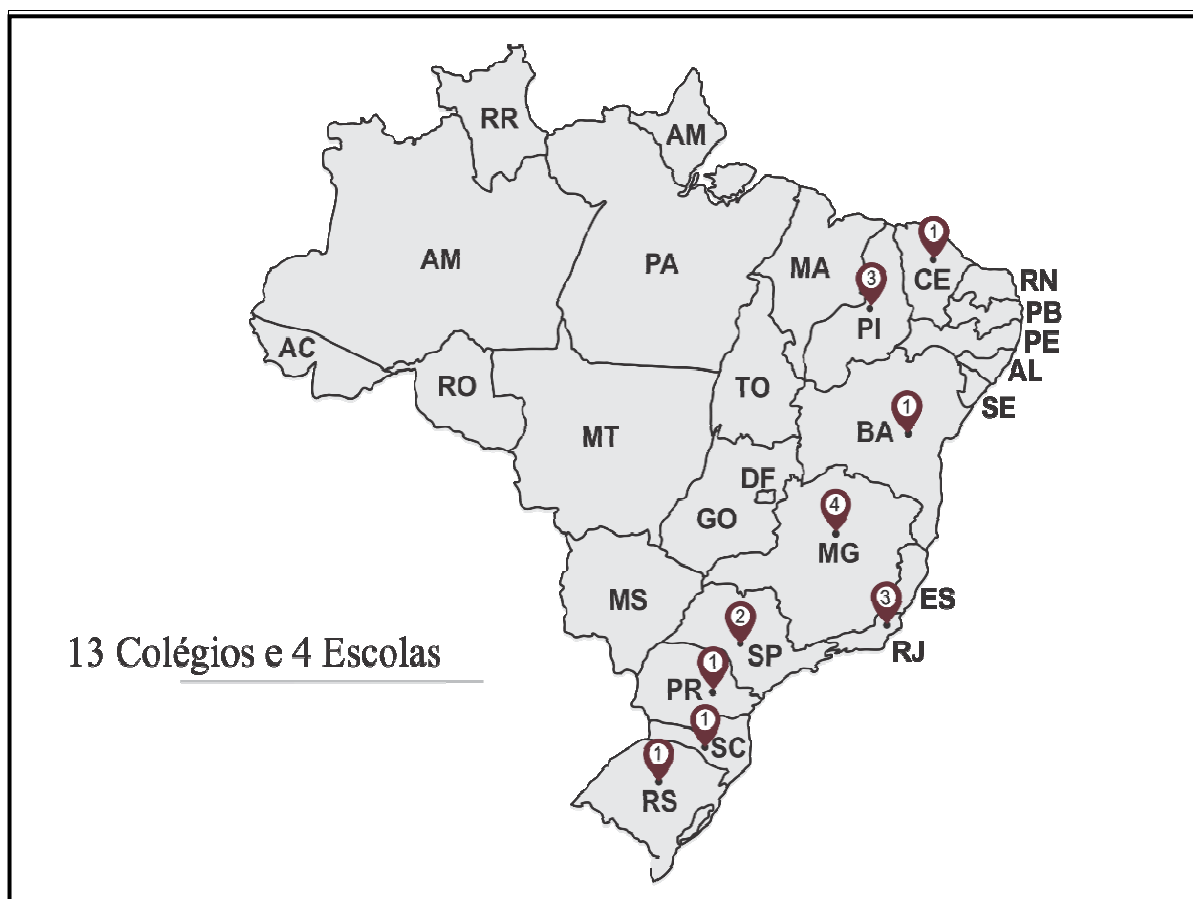 RR
AM
AM
PA
MA
1
CE
3
PI
RN
PB
PE
AL
SE
AC
RO
TO
1
BA
MT
DF
GO
4
MG
MS
3
ES
RJ
2
SP
13 Colégios e 4 Escolas
1
PR
1
SC
1
RS